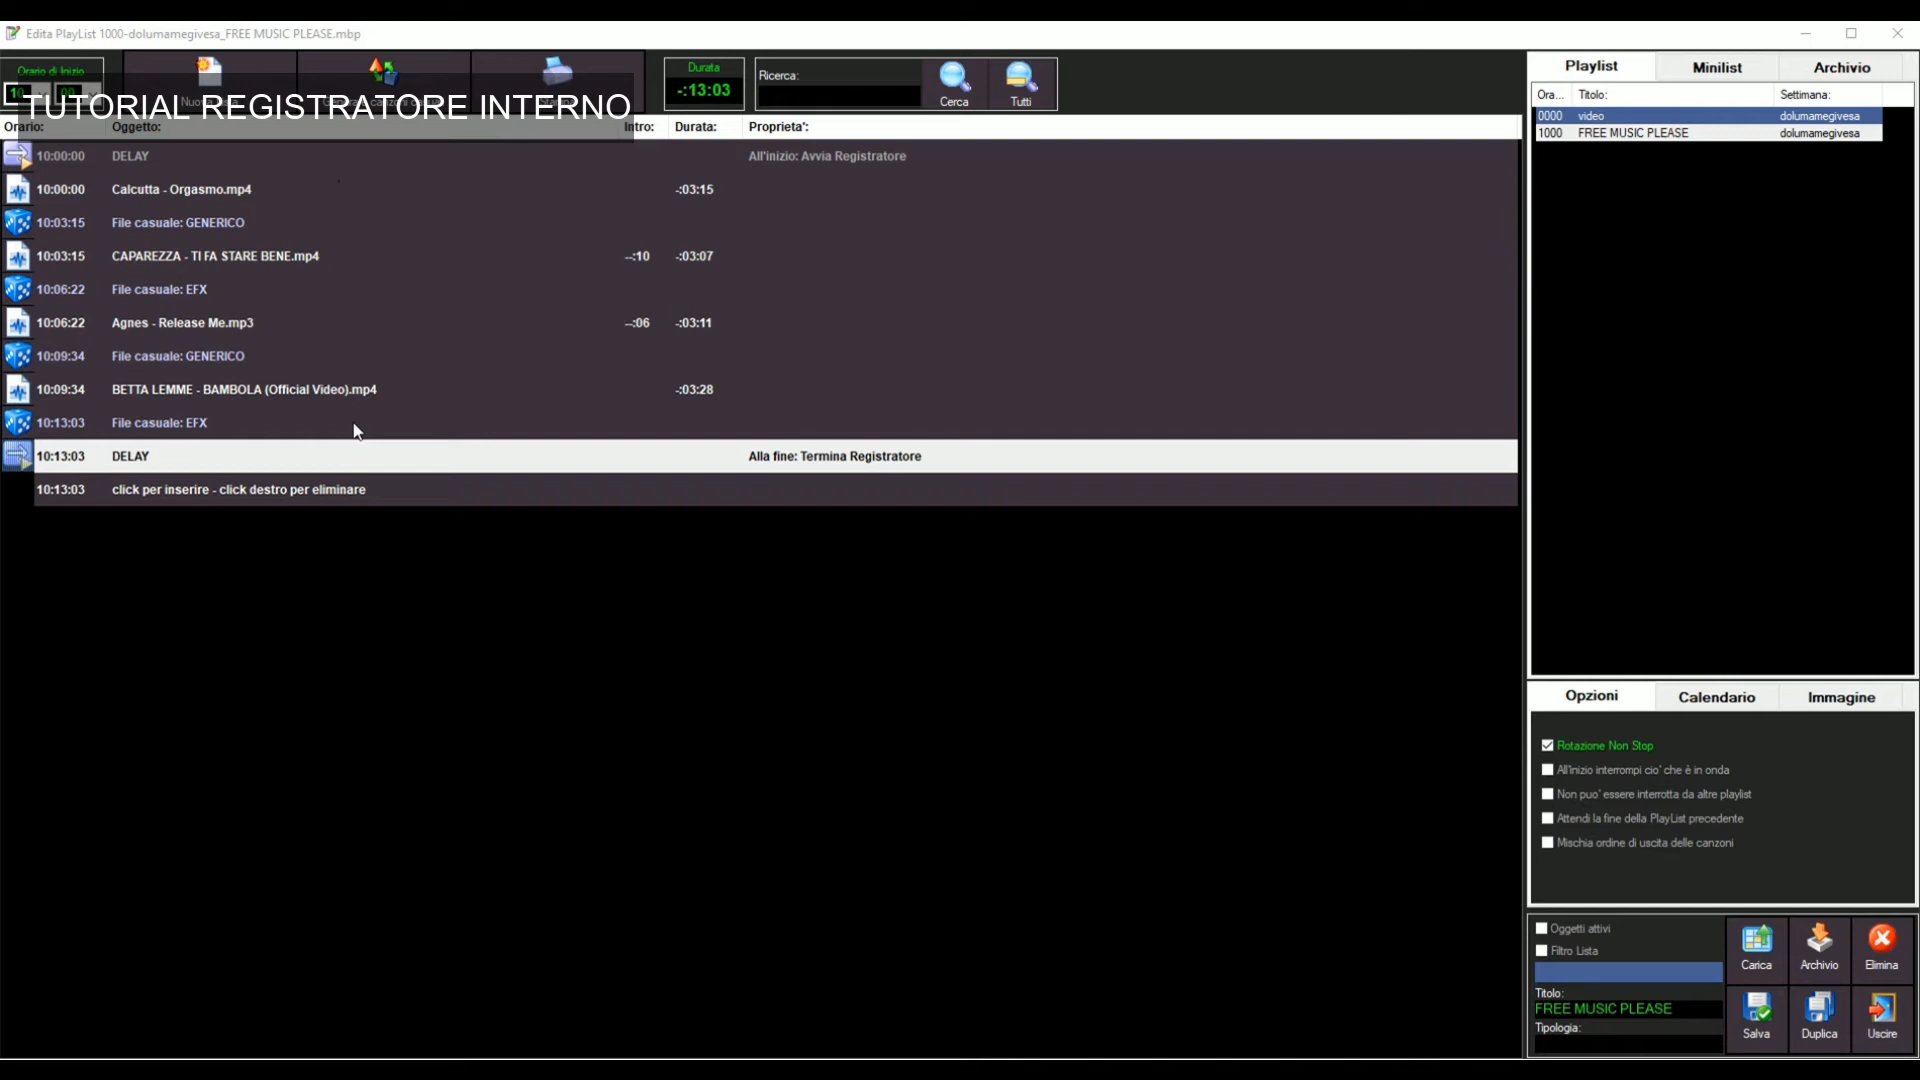 Edita PlayList 1000-dolumamegivesa_FREE MUSIC PLEASE.mbp
Orario di Inizio
TUTORIAL REGISTRATORE INTERNO
Durata
-:13:03
Ricerca:
Cerca
Tutti
Orario: Oggetto: Intro: Durata: Proprieta':
10:00:00 DELAY All'inizio: Avvia Registratore
10:00:00 Calcutta - Orgasmo.mp4 -:03:15
10:03:15 File casuale: GENERICO
10:03:15 CAPAREZZA - TI FA STARE BENE.mp4 --:10 -:03:07
10:06:22 File casuale: EFX
10:06:22 Agnes - Release Me.mp3 --:06 -:03:11
10:09:34 File casuale: GENERICO
10:09:34 BETTA LEMME - BAMBOLA (Official Video).mp4 -:03:28
10:13:03 File casuale: EFX
10:13:03 DELAY Alla fine: Termina Registratore
10:13:03 click per inserire - click destro per eliminare
Playlist Minilist Archivio
Ora... Titolo: Settimana:
0000 video dolumamegivesa
1000 FREE MUSIC PLEASE dolumamegivesa
Opzioni Calendario Immagine
Rotazione Non Stop
All'inizio interrompi cio' che è in onda
Non puo' essere interrotta da altre playlist
Attendi la fine della PlayList precedente
Mischia ordine di uscita delle canzoni
Oggetti attivi
Filtro Lista
Titolo:
FREE MUSIC PLEASE
Tipologia:
Carica Archivio Elimina
Salva Duplica Uscire